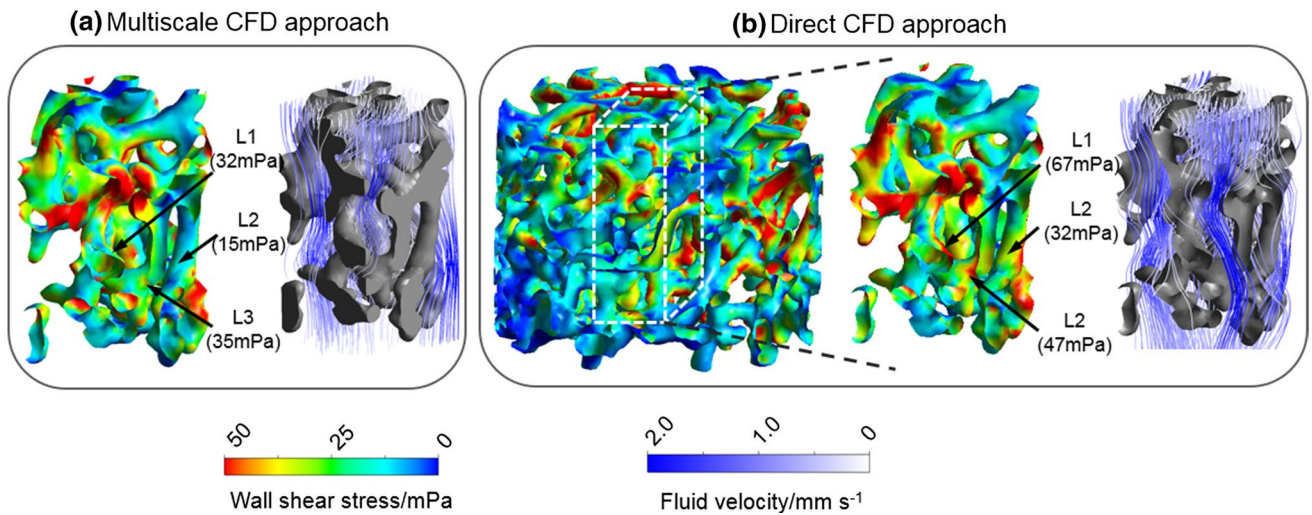 (a) Multiscale CFD approach
(b) Direct CFD approach
L1
(32mPa)
L2
(15mPa)
L3
(35mPa)
L1
(67mPa)
L2
(32mPa)
L2
(47mPa)
50
25
0
Wall shear stress/mPa
2.0
1.0
0
Fluid velocity/mm s⁻¹